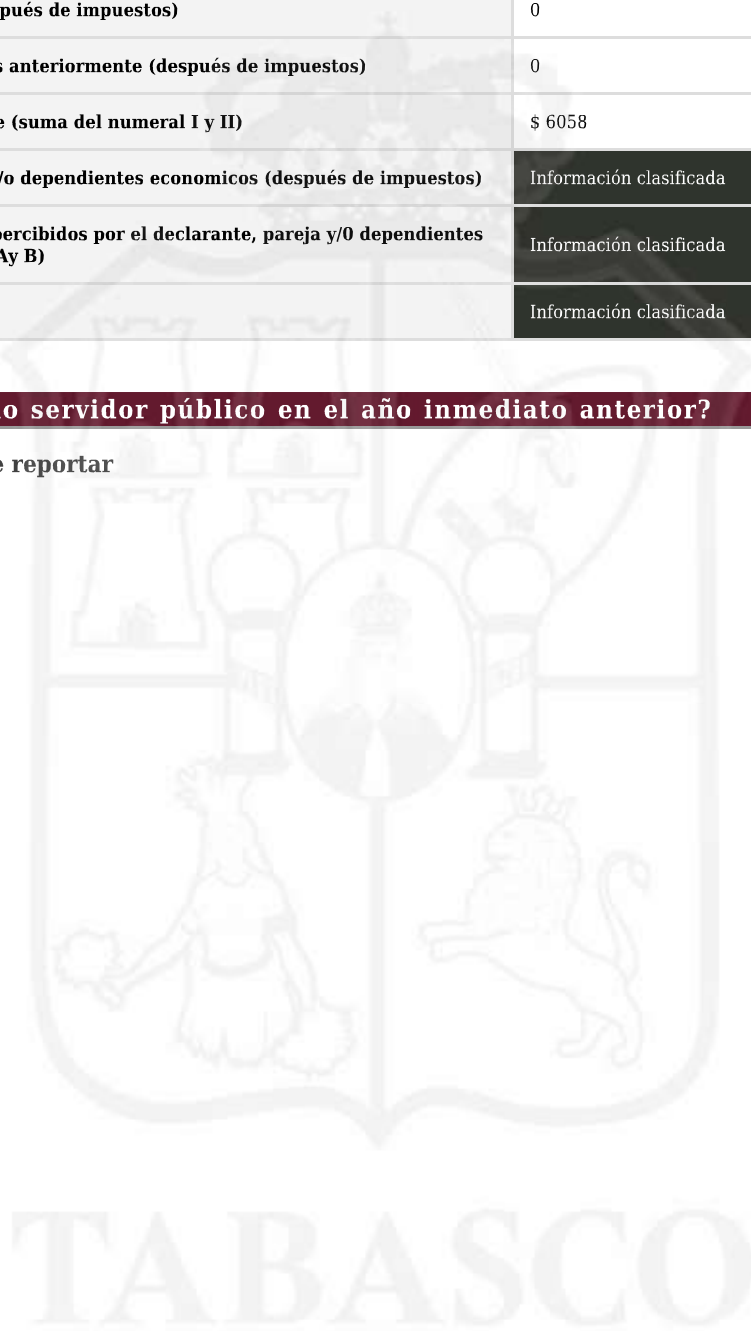 pués de impuestos) 0
s anteriormente (después de impuestos) 0
e (suma del numeral I y II) $ 6058
/o dependientes economicos (después de impuestos) Información clasificada
ercibidos por el declarante, pareja y/0 dependientes
Ay B) Información clasificada
Información clasificada
o servidor público en el año inmediato anterior?
e reportar
TABASCO